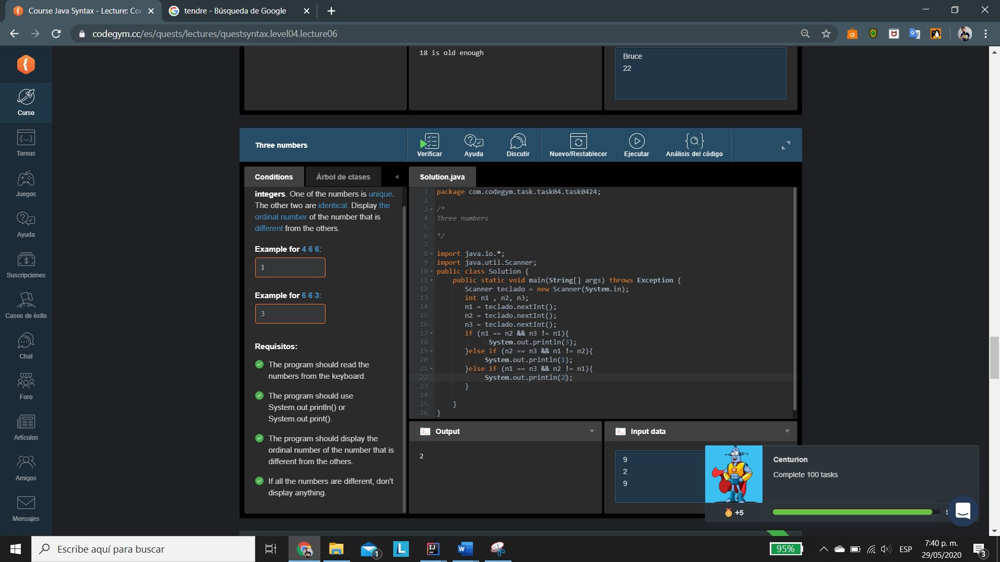 Course Java Syntax - Lecture: Cor
tendre - Búsqueda de Google
codegym.cc/es/quests/lectures/questsyntax.level04.lecture06
Curso
Tareas
Juegos
Ayuda
Suscripciones
Casos de éxito
Chat
Foro
Artículos
Amigos
Mensajes
18 is old enough
Bruce
22
Three numbers
Verificar
Ayuda
Discutir
Nuevo/Restablecer
Ejecutar
Análisis del código
Conditions
Árbol de clases
integers. One of the numbers is unique.
The other two are identical. Display the
ordinal number of the number that is
different from the others.
Example for 4 6 6:
1
Example for 6 6 3:
3
Requisitos:
The program should read the
numbers from the keyboard.
The program should use
System.out.println() or
System.out.print().
The program should display the
ordinal number of the number that is
different from the others.
If all the numbers are different, don't
display anything.
Solution.java
1 package com.codegym.task.task04.task0424;
2
3 /*
4 Three numbers
5
6 */
7
8 import java.io.*;
9 import java.util.Scanner;
10 public class Solution {
11 public static void main(String[] args) throws Exception {
12 Scanner teclado = new Scanner(System.in);
13 int n1 , n2, n3;
14 n1 = teclado.nextInt();
15 n2 = teclado.nextInt();
16 n3 = teclado.nextInt();
17 if (n1 == n2 && n3 != n1){
18 System.out.println(3);
19 }else if (n2 == n3 && n1 != n2){
20 System.out.println(1);
21 }else if (n1 == n3 && n2 != n1){
22 System.out.println(2);
23 }
24
25 }
26 }
Output
2
Input data
9
2
9
Centurion
Complete 100 tasks
+5
Escribe aquí para buscar
1
95%
ESP
7:40 p. m.
29/05/2020
3